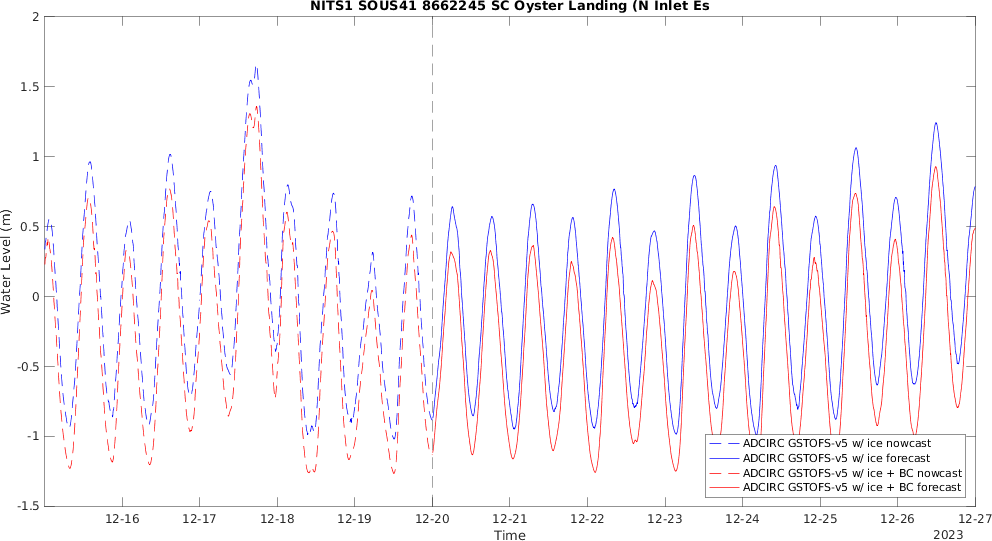 NITS1 SOUS41 8662245 SC Oyster Landing (N Inlet Es
Water Level (m)
2
1.5
1
0.5
0
-0.5
-1
-1.5
12-16 12-17 12-18 12-19 12-20 12-21 12-22 12-23 12-24 12-25 12-26 12-27
Time
2023
ADCIRC GSTOFS-v5 w/ ice nowcast
ADCIRC GSTOFS-v5 w/ ice forecast
ADCIRC GSTOFS-v5 w/ ice + BC nowcast
ADCIRC GSTOFS-v5 w/ ice + BC forecast